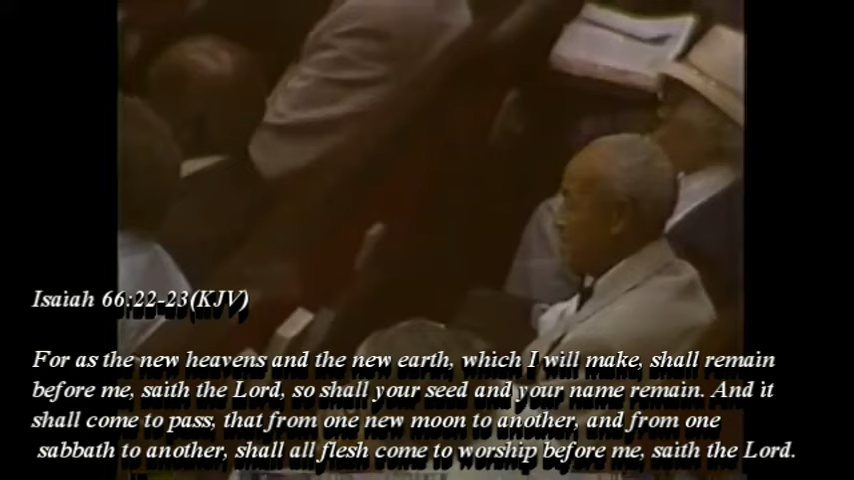 Isaiah 66:22-23(KJV)
For as the new heavens and the new earth, which I will make, shall remain
before me, saith the Lord, so shall your seed and your name remain. And it
shall come to pass, that from one new moon to another, and from one
sabbath to another, shall all flesh come to worship before me, saith the Lord.